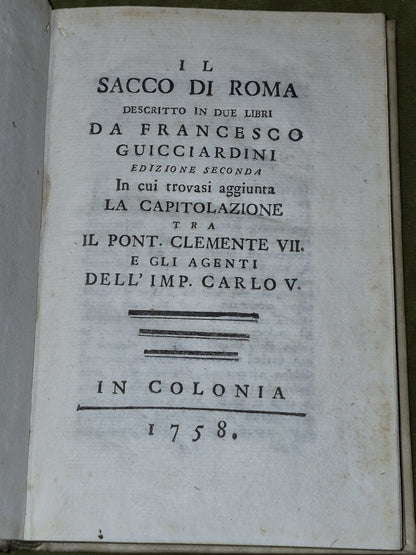 IL
SACCO DI ROMA
DESCRITTO IN DUE LIBRI
DA FRANCESCO
GUICCIARDINI
EDIZIONE SECONDA
In cui trovasi aggiunta
LA CAPITOLAZIONE
TRA
IL PONT. CLEMENTE VII.
E GLI AGENTI
DELL' IMP. CARLO V.
IN COLONIA
1758.